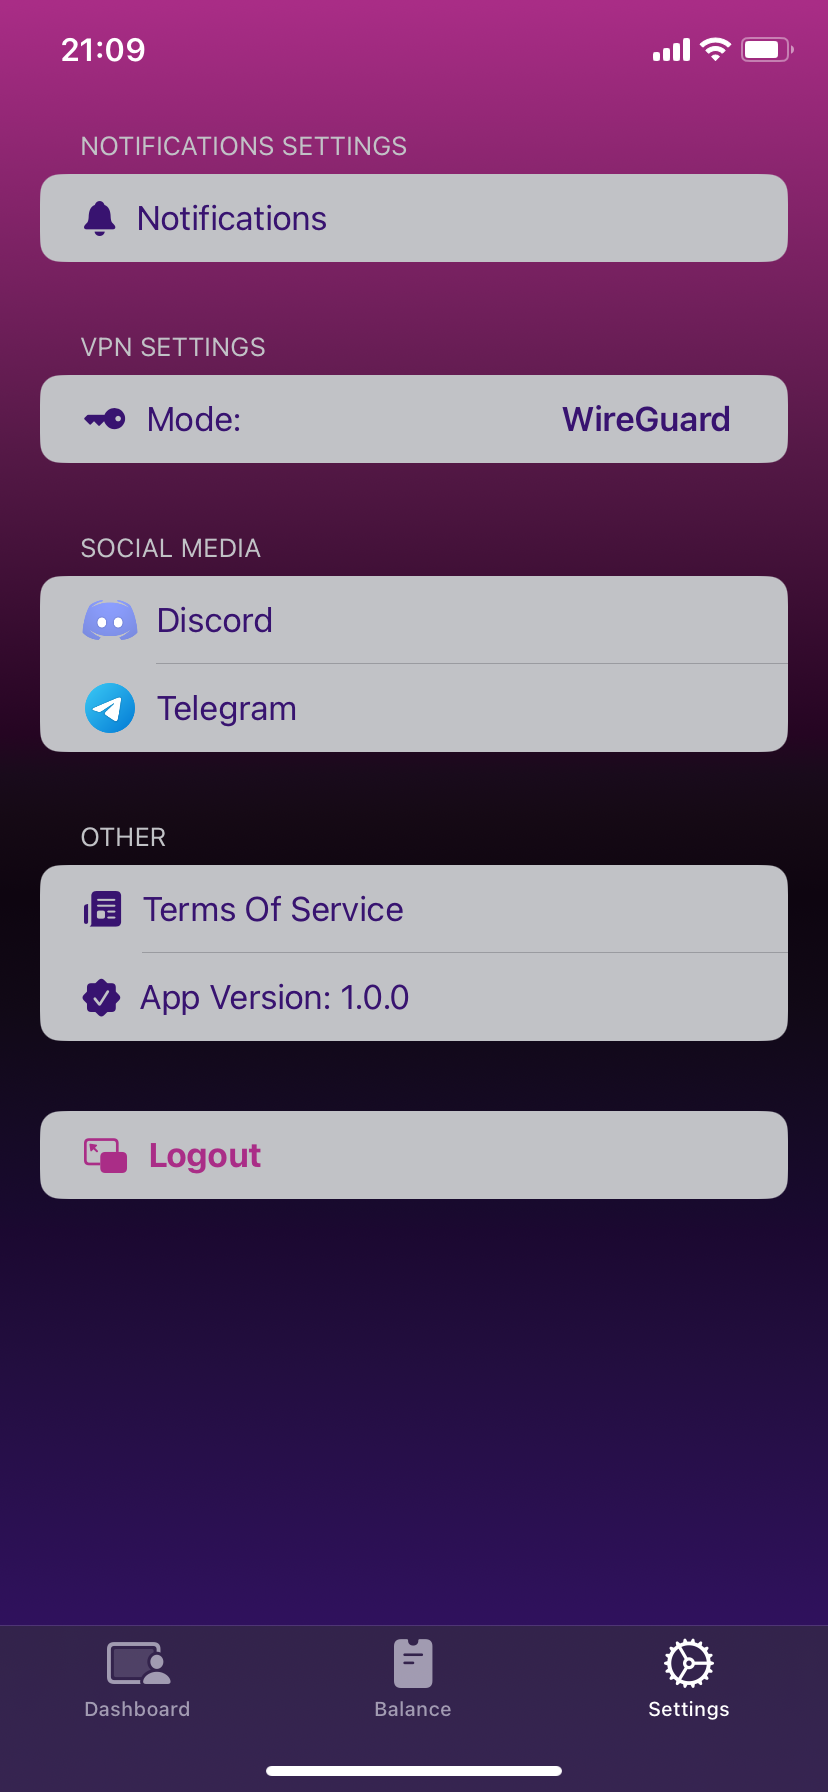 21:09
NOTIFICATIONS SETTINGS
Notifications
VPN SETTINGS
Mode: WireGuard
SOCIAL MEDIA
Discord
Telegram
OTHER
Terms Of Service
App Version: 1.0.0
Logout
Dashboard Balance Settings